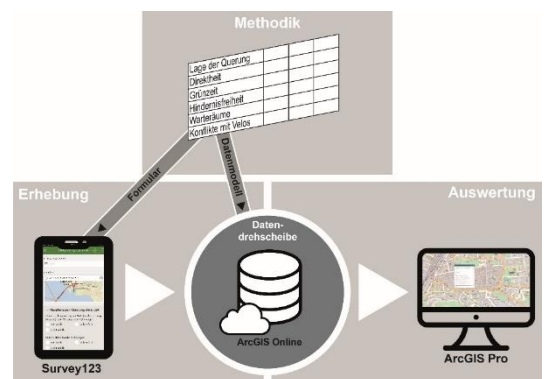 Methodik
Lage der Querung
Direktheit
Grünzeit
Hindernisfreiheit
Warteräume
Konflikte mit Velos
Formular
Datenmodell
Erhebung
Auswertung
Daten-
drehscheibe
ArcGIS Online
Survey123
ArcGIS Pro